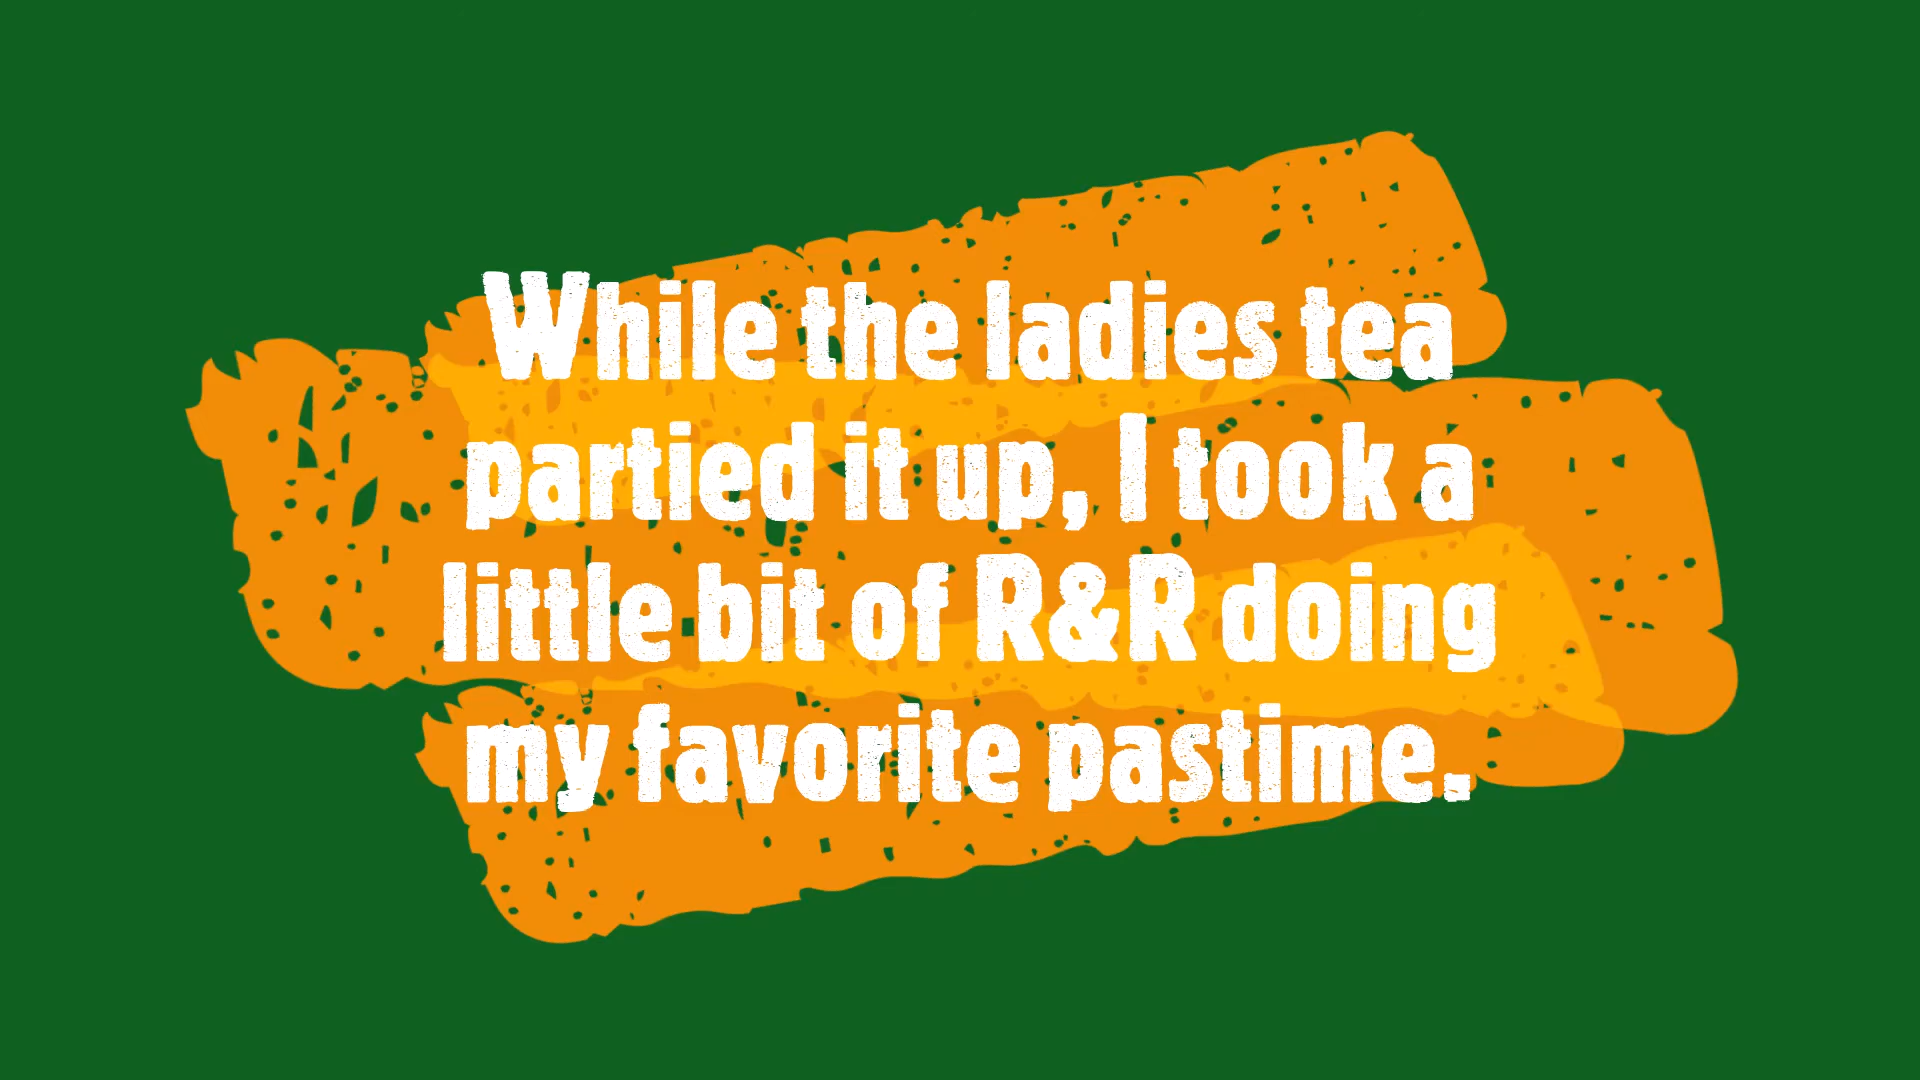 While the ladies tea
partied it up, I took a
little bit of R&R doing
my favorite pastime.